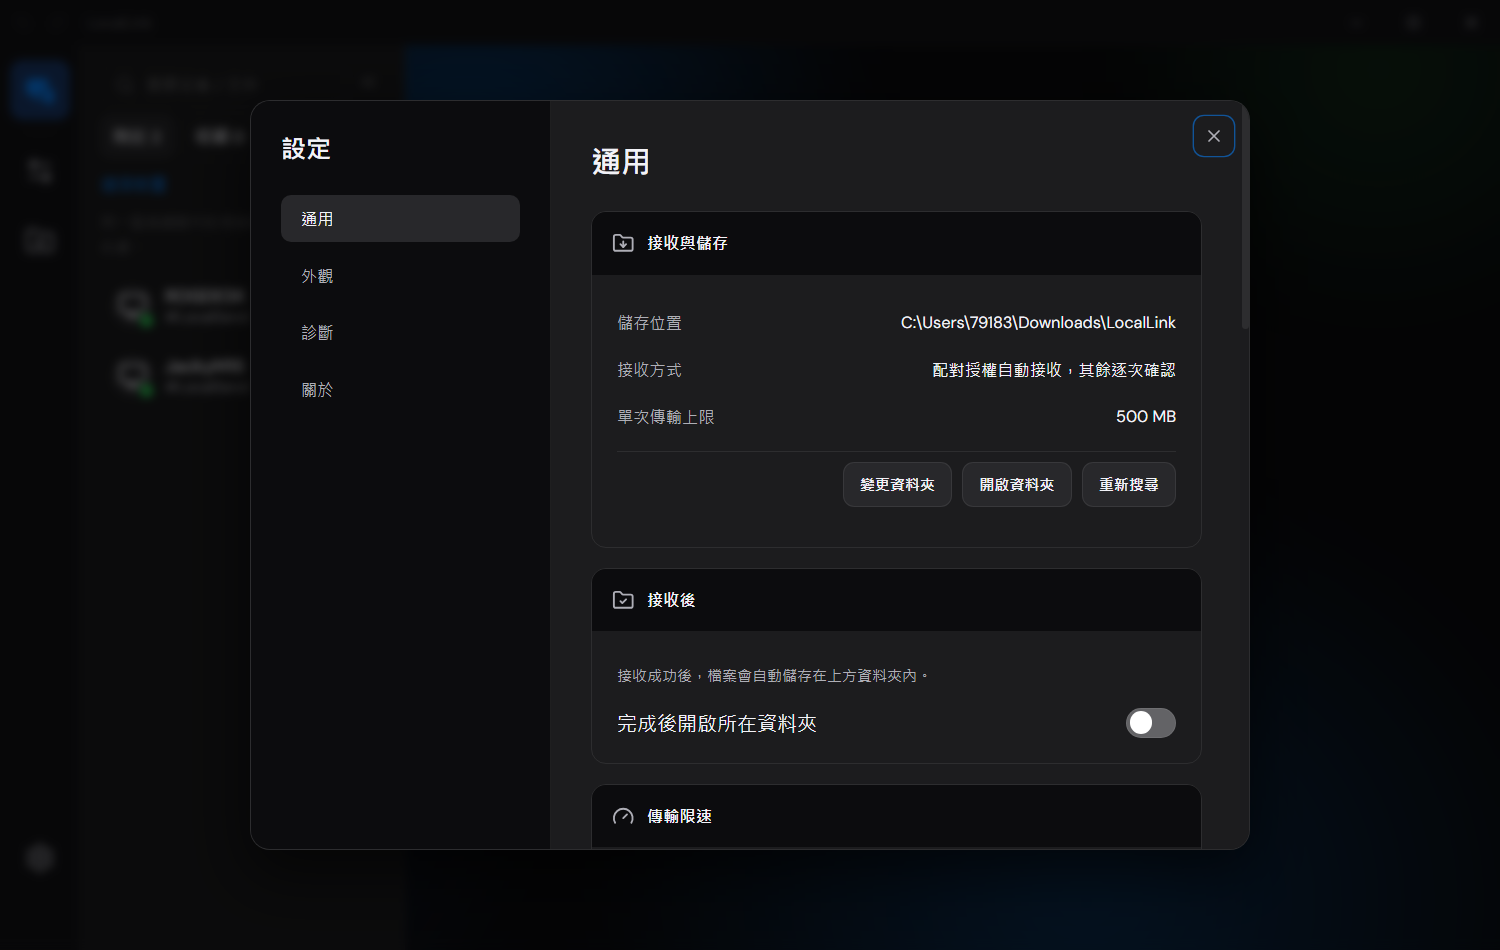 設定
通用
外觀
診斷
關於
通用
接收與儲存
儲存位置 C:\Users\79183\Downloads\LocalLink
接收方式 配對授權自動接收，其餘逐次確認
單次傳輸上限 500 MB
變更資料夾 開啟資料夾 重新搜尋
接收後
接收成功後，檔案會自動儲存在上方資料夾內。
完成後開啟所在資料夾
傳輸限速